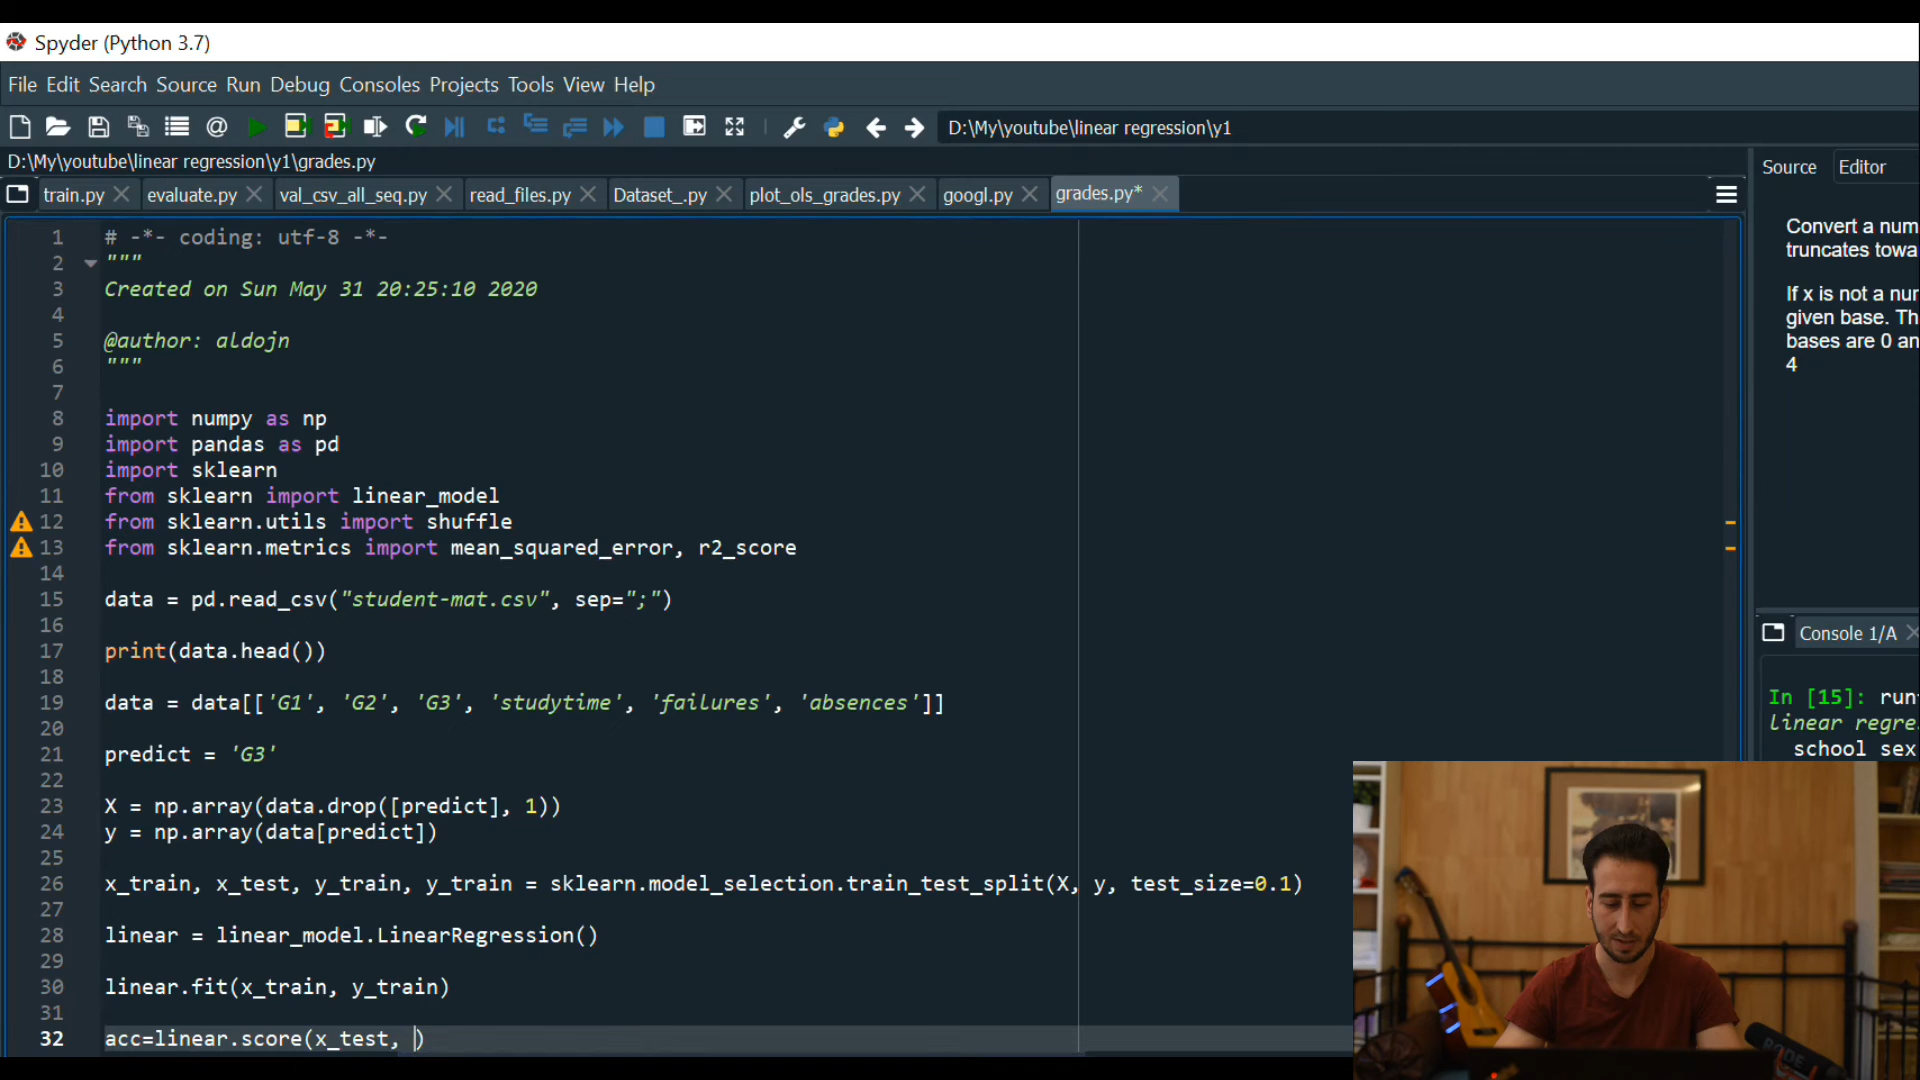 Spyder (Python 3.7)
File Edit Search Source Run Debug Consoles Projects Tools View Help
D:\My\youtube\linear regression\y1
D:\My\youtube\linear regression\y1\grades.py
train.py evaluate.py val_csv_all_seq.py read_files.py Dataset_.py plot_ols_grades.py googl.py grades.py*
1 # -*- coding: utf-8 -*-
2 """
3 Created on Sun May 31 20:25:10 2020
4
5 @author: aldojn
6 """
7
8 import numpy as np
9 import pandas as pd
10 import sklearn
11 from sklearn import linear_model
12 from sklearn.utils import shuffle
13 from sklearn.metrics import mean_squared_error, r2_score
14
15 data = pd.read_csv("student-mat.csv", sep=";")
16
17 print(data.head())
18
19 data = data[['G1', 'G2', 'G3', 'studytime', 'failures', 'absences']]
20
21 predict = 'G3'
22
23 X = np.array(data.drop([predict], 1))
24 y = np.array(data[predict])
25
26 x_train, x_test, y_train, y_train = sklearn.model_selection.train_test_split(X, y, test_size=0.1)
27
28 linear = linear_model.LinearRegression()
29
30 linear.fit(x_train, y_train)
31
32 acc=linear.score(x_test, )
Source Editor
Convert a num
truncates towa
If x is not a nur
given base. Th
bases are 0 an
4
Console 1/A
In [15]: run
linear regre
school sex
RODE